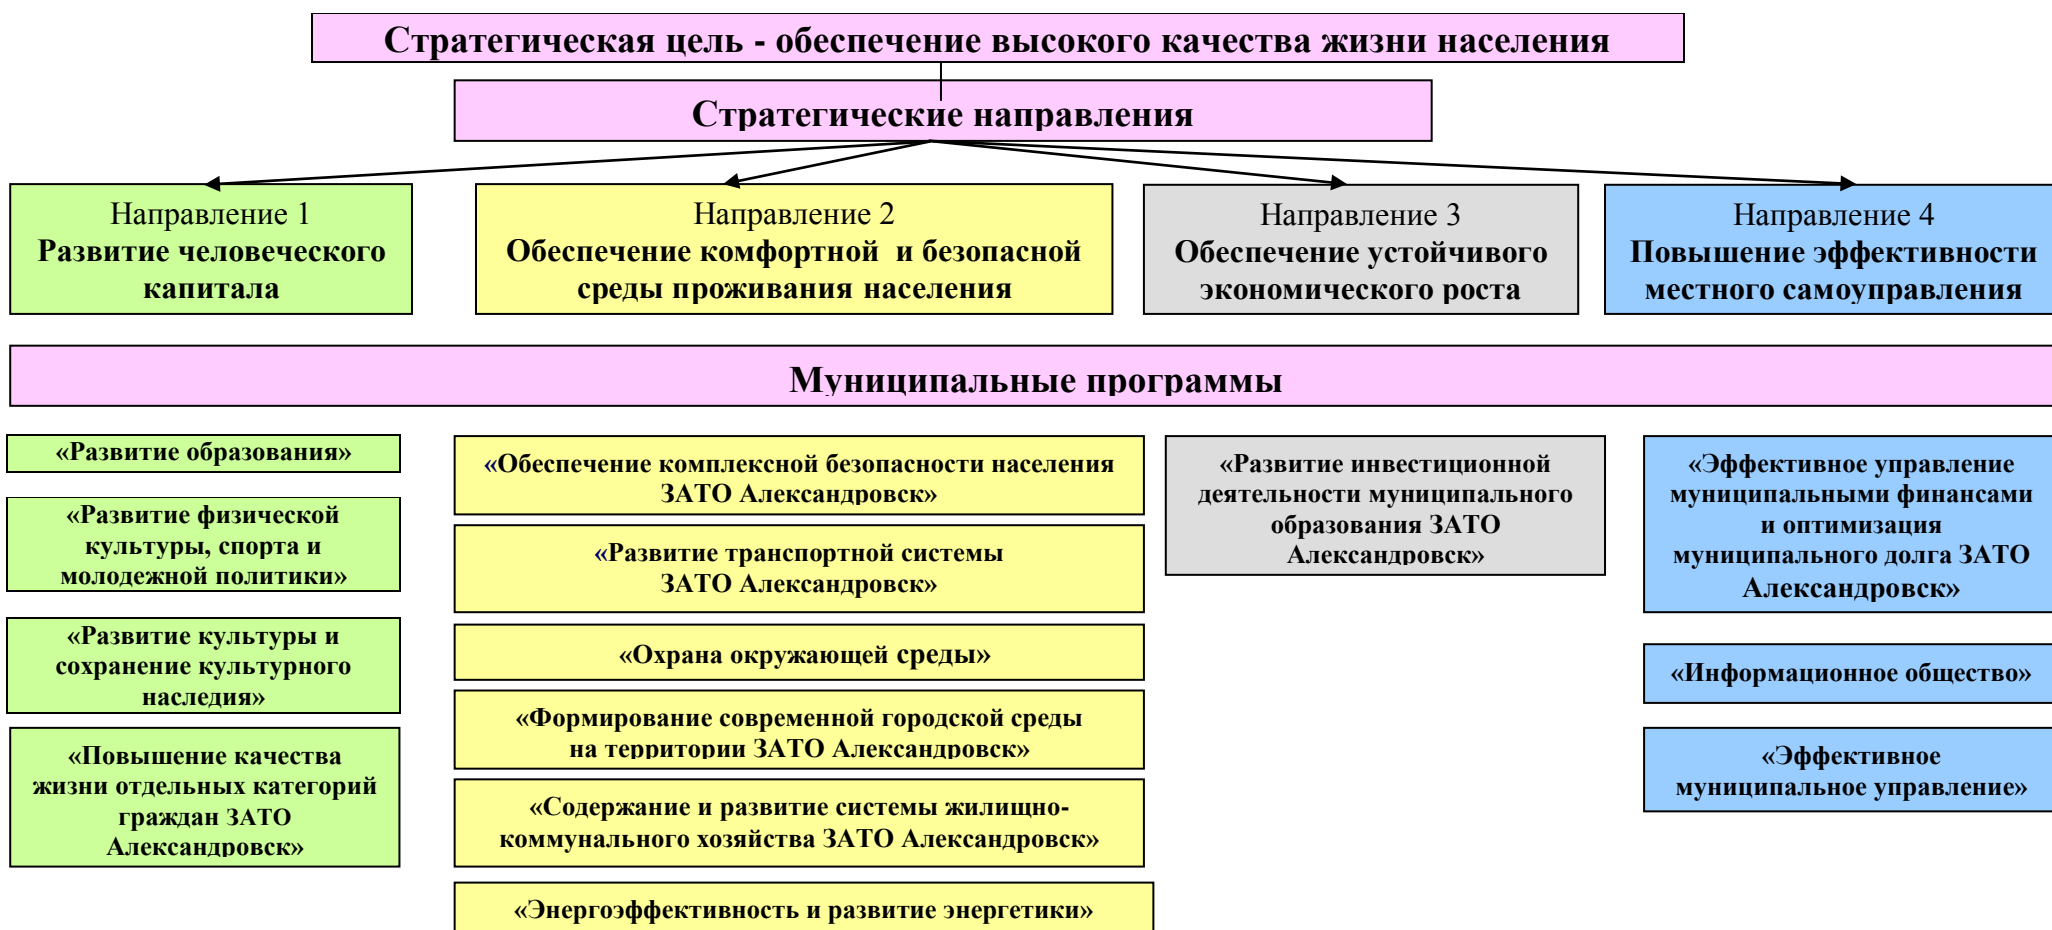 Стратегическая цель - обеспечение высокого качества жизни населения
Стратегические направления
Направление 1
Развитие человеческого
капитала
Направление 2
Обеспечение комфортной и безопасной
среды проживания населения
Направление 3
Обеспечение устойчивого
экономического роста
Направление 4
Повышение эффективности
местного самоуправления
Муниципальные программы
«Развитие образования»
«Развитие физической
культуры, спорта и
молодежной политики»
«Развитие культуры и
сохранение культурного
наследия»
«Повышение качества
жизни отдельных категорий
граждан ЗАТО
Александровск»
«Обеспечение комплексной безопасности населения
ЗАТО Александровск»
«Развитие транспортной системы
ЗАТО Александровск»
«Охрана окружающей среды»
«Формирование современной городской среды
на территории ЗАТО Александровск»
«Содержание и развитие системы жилищно-
коммунального хозяйства ЗАТО Александровск»
«Энергоэффективность и развитие энергетики»
«Развитие инвестиционной
деятельности муниципального
образования ЗАТО
Александровск»
«Эффективное управление
муниципальными финансами
и оптимизация
муниципального долга ЗАТО
Александровск»
«Информационное общество»
«Эффективное
муниципальное управление»